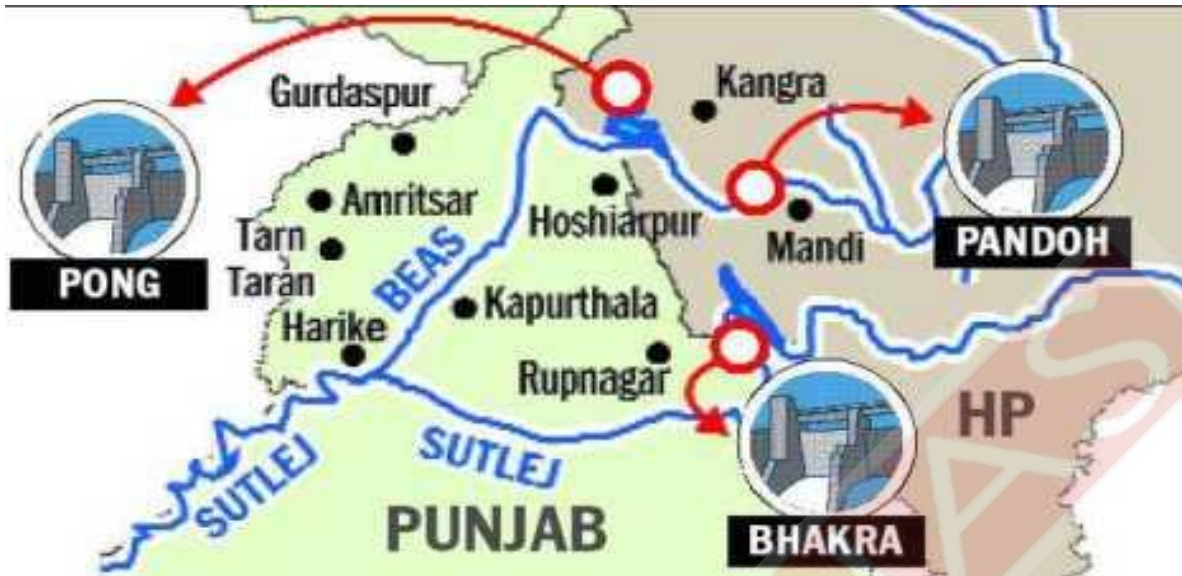 Gurdaspur
Kangra
Amritsar
Hoshiarpur
Mandi
PANDOH
Tarn
Taran
PONG
BEAS
Harike
Kapurthala
Rupnagar
SUTLEJ
SUTLEJ
HP
PUNJAB
BHAKRA